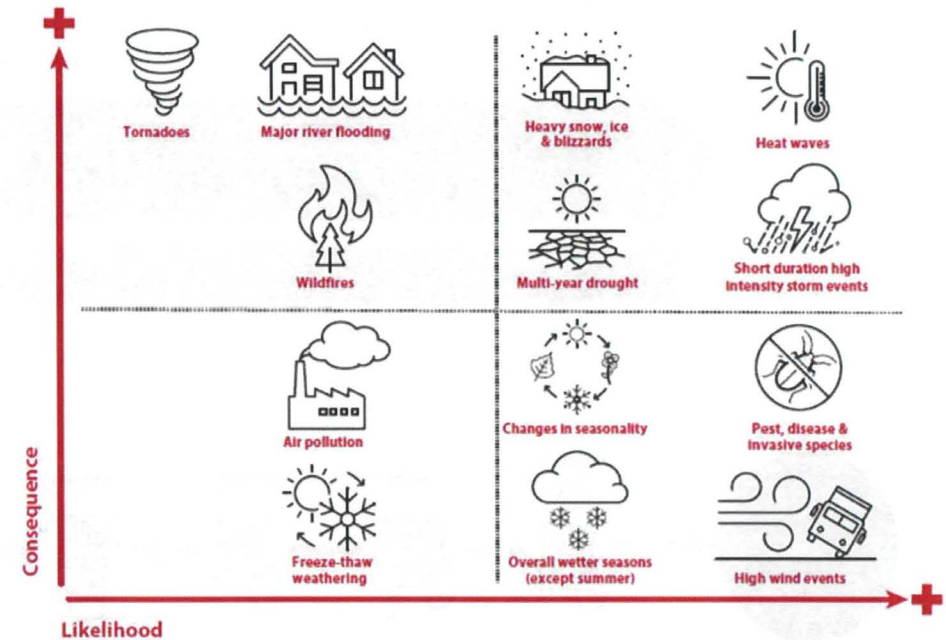 Tornadoes
Major river flooding
Heavy snow, ice
& blizzards
Heat waves
Wildfires
Multi-year drought
Short duration high
intensity storm events
Air pollution
Changes in seasonality
Pest, disease &
invasive species
Freeze-thaw
weathering
Overall wetter seasons
(except summer)
High wind events
Consequence
Likelihood